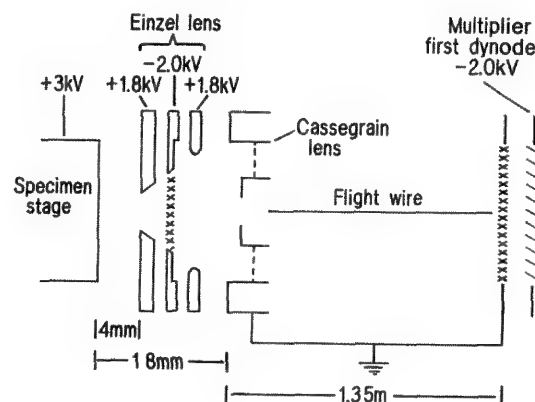 Einzel lens
-2.0kV
+3kV
+1.8kV
+1.8kV
Multiplier
first dynode
-2.0kV
Cassegrain
lens
Specimen
stage
Flight wire
4mm
18mm
1.35m